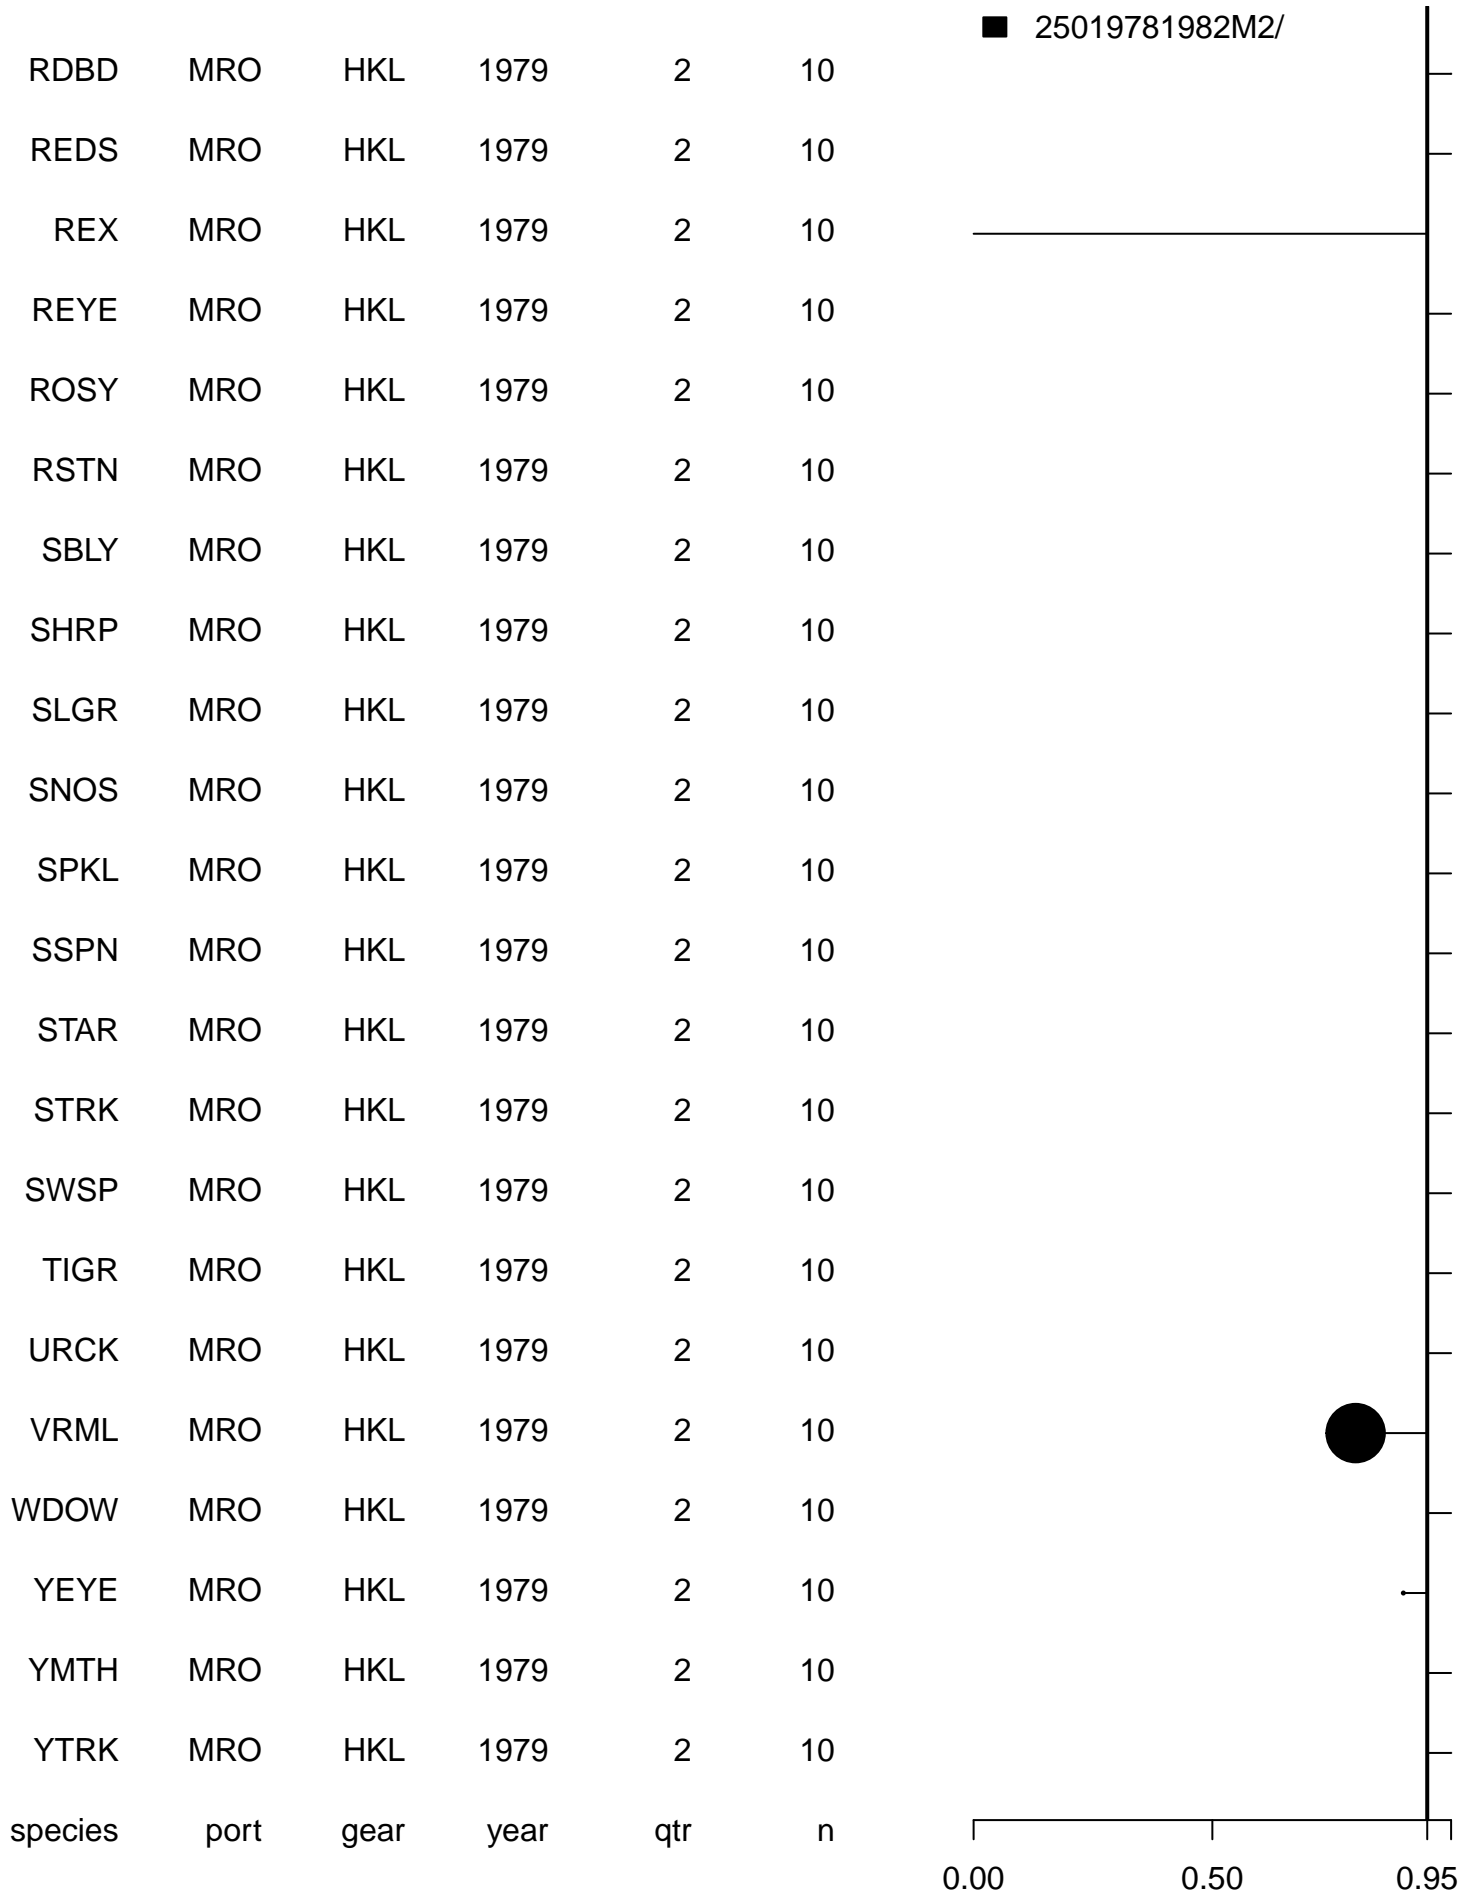 25019781982M2/
RDBD MRO HKL 1979 2 10
REDS MRO HKL 1979 2 10
REX MRO HKL 1979 2 10
REYE MRO HKL 1979 2 10
ROSY MRO HKL 1979 2 10
RSTN MRO HKL 1979 2 10
SBLY MRO HKL 1979 2 10
SHRP MRO HKL 1979 2 10
SLGR MRO HKL 1979 2 10
SNOS MRO HKL 1979 2 10
SPKL MRO HKL 1979 2 10
SSPN MRO HKL 1979 2 10
STAR MRO HKL 1979 2 10
STRK MRO HKL 1979 2 10
SWSP MRO HKL 1979 2 10
TIGR MRO HKL 1979 2 10
URCK MRO HKL 1979 2 10
VRML MRO HKL 1979 2 10
WDOW MRO HKL 1979 2 10
YEYE MRO HKL 1979 2 10
YMTH MRO HKL 1979 2 10
YTRK MRO HKL 1979 2 10
species port gear year qtr n
0.00 0.50 0.95